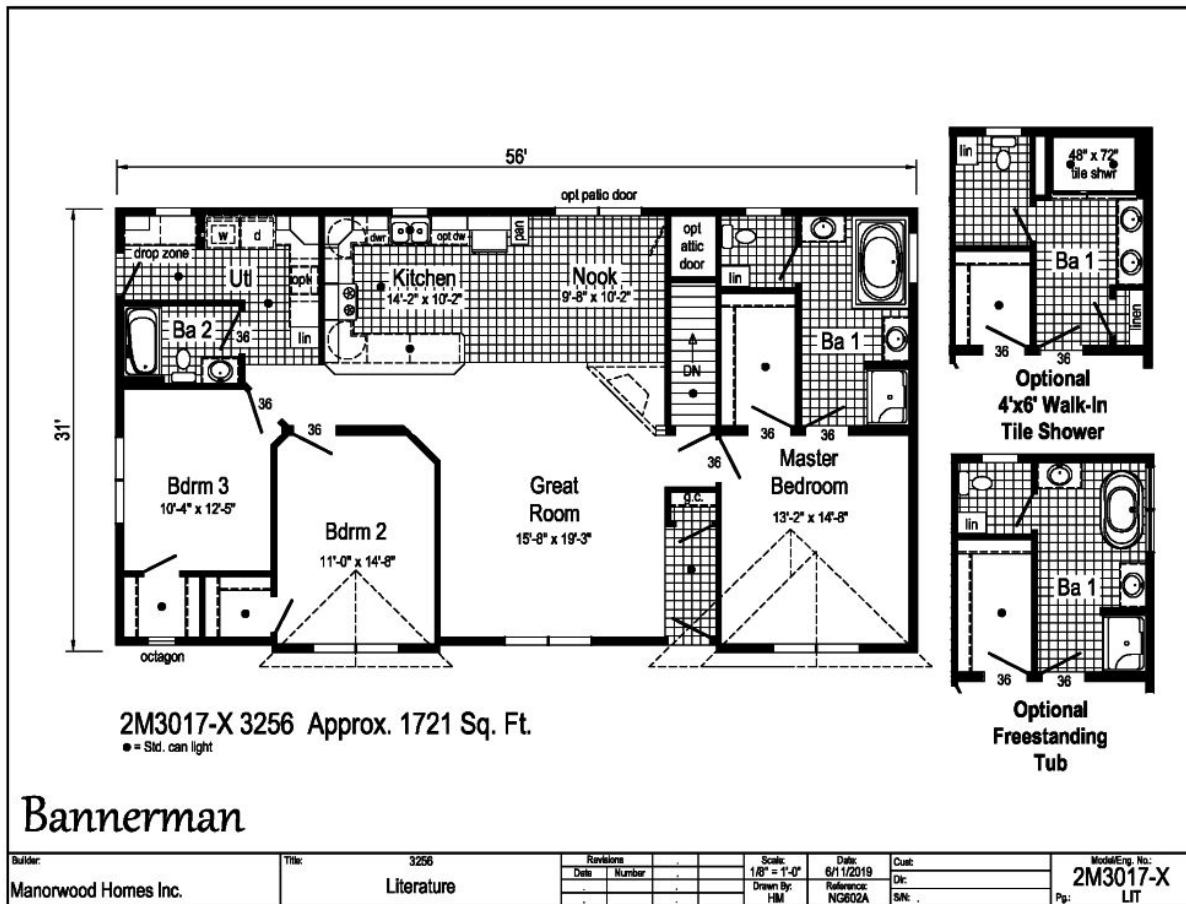 56'
31'
opt patio door
drop zone
w
d
Utl
opt
lin
36
Ba 2
dwr
opt dw
pan
Kitchen
14'-2" x 10'-2"
Nook
9'-8" x 10'-2"
opt
attic
door
DN
lin
Ba 1
36
36
36
36
36
Bdrm 3
10'-4" x 12'-5"
Bdrm 2
11'-0" x 14'-8"
Great
Room
15'-8" x 19'-3"
g.c.
Master
Bedroom
13'-2" x 14'-8"
octagon
lin
48" x 72"
tile shwr
Ba 1
linen
36
36
Optional
4'x6' Walk-In
Tile Shower
lin
Ba 1
36
36
Optional
Freestanding
Tub
2M3017-X 3256 Approx. 1721 Sq. Ft.
● = Std. can light
Bannerman
Builder:
Manorwood Homes Inc.
Title:
3256
Literature
Revisions
Date Number
Scale:
1/8" = 1'-0"
Drawn By:
HM
Date:
6/11/2019
Reference:
NG602A
Cust:
Dlr:
S/N: .
Model/Eng. No.:
2M3017-X
Pg.: LIT